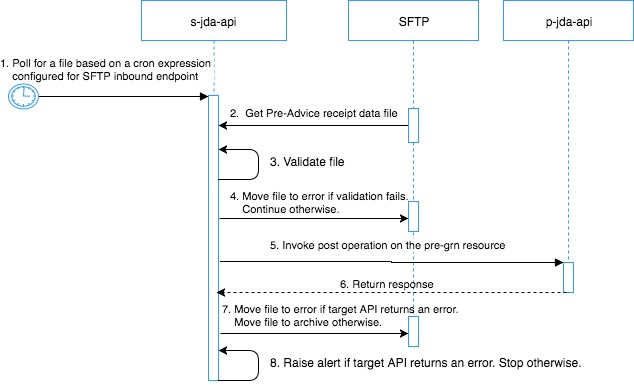 s-jda-api
SFTP
p-jda-api
1. Poll for a file based on a cron expression
configured for SFTP inbound endpoint
2. Get Pre-Advice receipt data file
3. Validate file
4. Move file to error if validation fails.
Continue otherwise.
5. Invoke post operation on the pre-grn resource
6. Return response
7. Move file to error if target API returns an error.
Move file to archive otherwise.
8. Raise alert if target API returns an error. Stop otherwise.